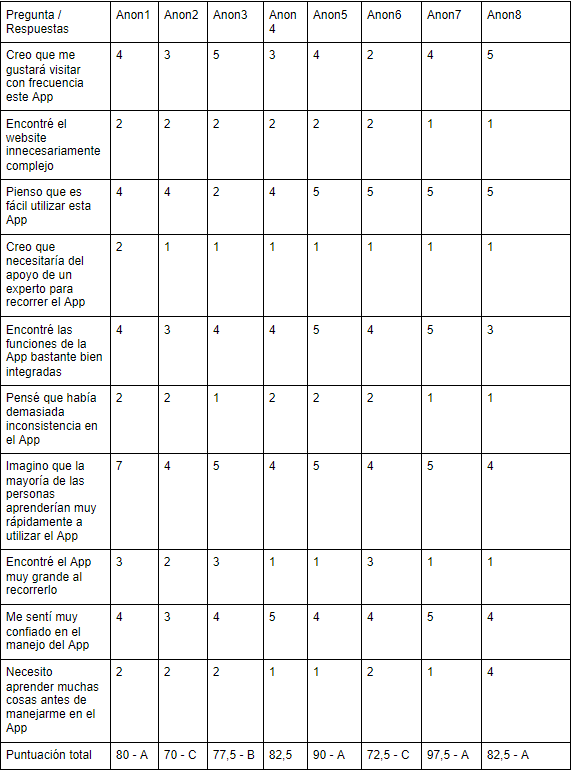 Pregunta / Anon1 Anon2 Anon3 Anon Anon5 Anon6 Anon7 Anon8
Respuestas 4
Creo que me 4 3 5 3 4 2 4 5
gustará visitar
con frecuencia
este App
Encontré el 2 2 2 2 2 2 1 1
website
innecesariamente
complejo
Pienso que es 4 4 2 4 5 5 5 5
fácil utilizar esta
App
Creo que 2 1 1 1 1 1 1 1
necesitaría del
apoyo de un
experto para
recorrer el App
Encontré las 4 3 4 4 5 4 5 3
funciones de la
App bastante bien
integradas
Pensé que había 2 2 1 2 2 2 1 1
demasiada
inconsistencia en
el App
Imagino que la 7 4 5 4 5 4 5 4
mayoría de las
personas
aprenderían muy
rápidamente a
utilizar el App
Encontré el App 3 2 3 1 1 3 1 1
muy grande al
recorrerlo
Me sentí muy 4 3 4 5 4 4 5 4
confiado en el
manejo del App
Necesito 2 2 2 1 1 2 1 4
aprender muchas
cosas antes de
manejarme en el
App
Puntuación total 80 - A 70 - C 77,5 - B 82,5 90 - A 72,5 - C 97,5 - A 82,5 - A